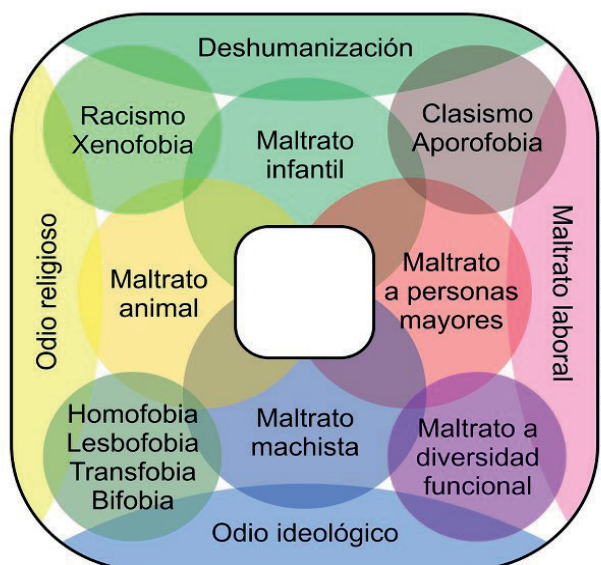 Deshumanización
Racismo
Xenofobia
Maltrato
infantil
Clasismo
Aporofobia
Odio religioso
Maltrato
animal
Maltrato
a personas
mayores
Maltrato laboral
Homofobia
Lesbofobia
Transfobia
Bifobia
Maltrato
machista
Maltrato a
diversidad
funcional
Odio ideológico